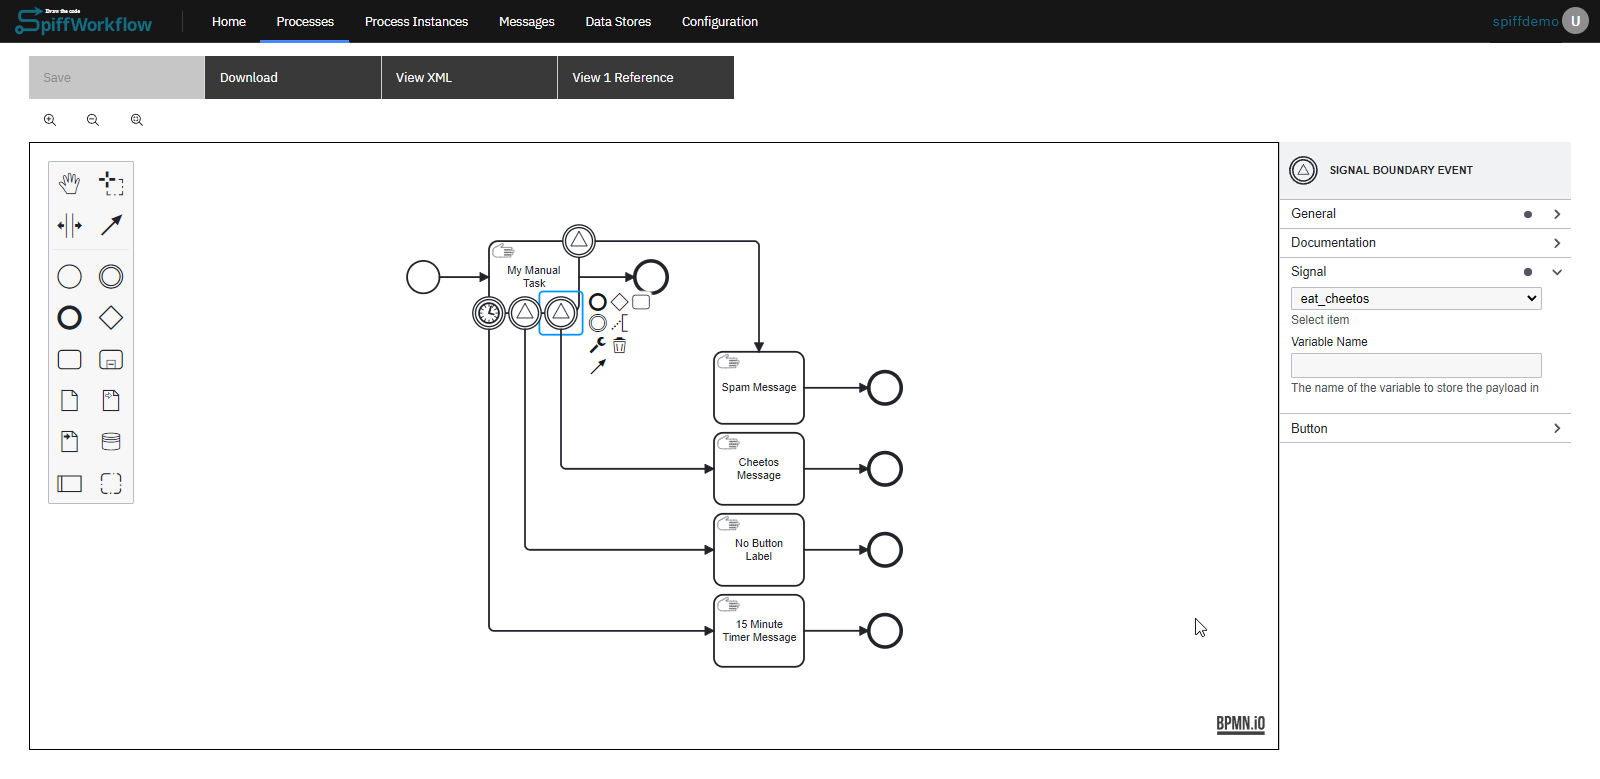 Draw the code
SpiffWorkflow
Home
Processes
Process Instances
Messages
Data Stores
Configuration
spiffdemo
U
Save
Download
View XML
View 1 Reference
SIGNAL BOUNDARY EVENT
General
Documentation
Signal
eat_cheetos
Select item
Variable Name
The name of the variable to store the payload in
Button
My Manual
Task
Spam Message
Cheetos
Message
No Button
Label
15 Minute
Timer Message
BPMN.iO